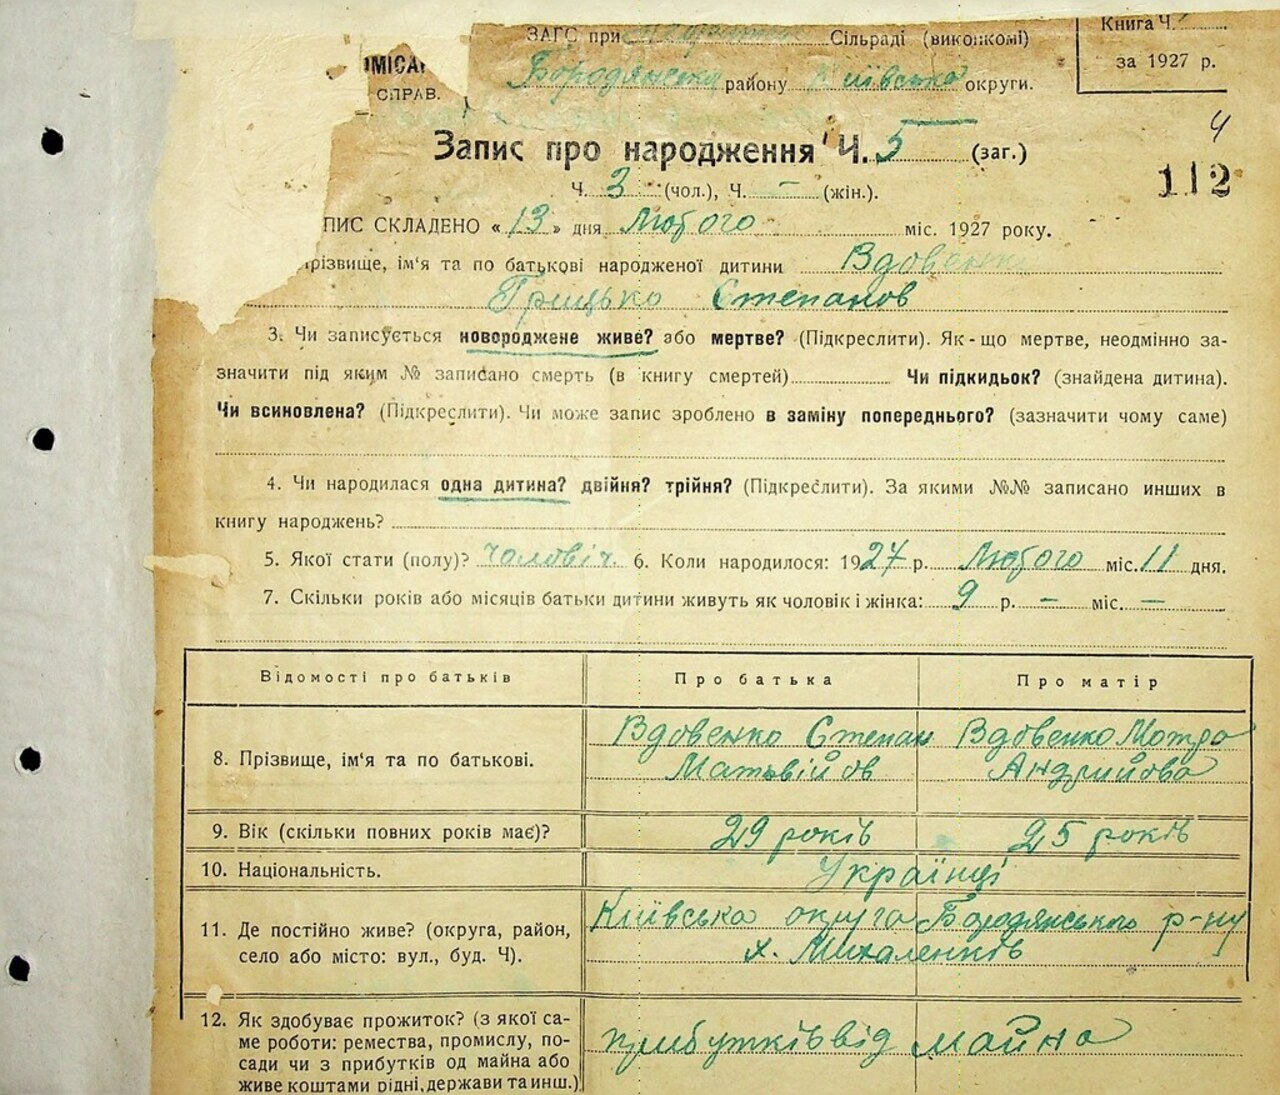 ЗАГС при Сільраді (виконкомі)
Бородянська району Київська округи.
Книга Ч.
за 1927 р.
СПРАВ.
Запис про народження Ч. 5 (заг.)
4
112
Ч. 3 (чол.), Ч. – (жін.).
ПИС СКЛАДЕНО « 13 » дня Лютого міс. 1927 року.
прізвище, ім'я та по батькові народженої дитини Вдовенко
Грицько Степанов
3. Чи записується новороджене живе? або мертве? (Підкреслити). Як-що мертве, неодмінно за-
значити під яким № записано смерть (в книгу смертей) Чи підкидьок? (знайдена дитина).
Чи всиновлена? (Підкреслити). Чи може запис зроблено в заміну попереднього? (зазначити чому саме)
4. Чи народилася одна дитина? двійня? трійня? (Підкреслити). За якими №№ записано инших в
книгу народжень?
5. Якої стати (полу)? чоловіч. 6. Коли народилося: 1927 р. Лютого міс. 11 дня.
7. Скільки років або місяців батьки дитини живуть як чоловік і жінка: 9 р. – міс. –
Відомості про батьків Про батька Про матір
8. Прізвище, ім'я та по батькові. Вдовенко Степан Матьвійов Вдовенко Мотра Андрийова
9. Вік (скільки повних років має)? 29 років 25 років
10. Національність. Українці
11. Де постійно живе? (округа, район, Київська округа Бородянського р-ну
село або місто: вул., буд. Ч). х. Михаленків
12. Як здобуває прожиток? (з якої са-
ме роботи: ремества, промислу, по- прибутків від майна
сади чи з прибутків од майна або
живе коштами рідні, держави та инш.)